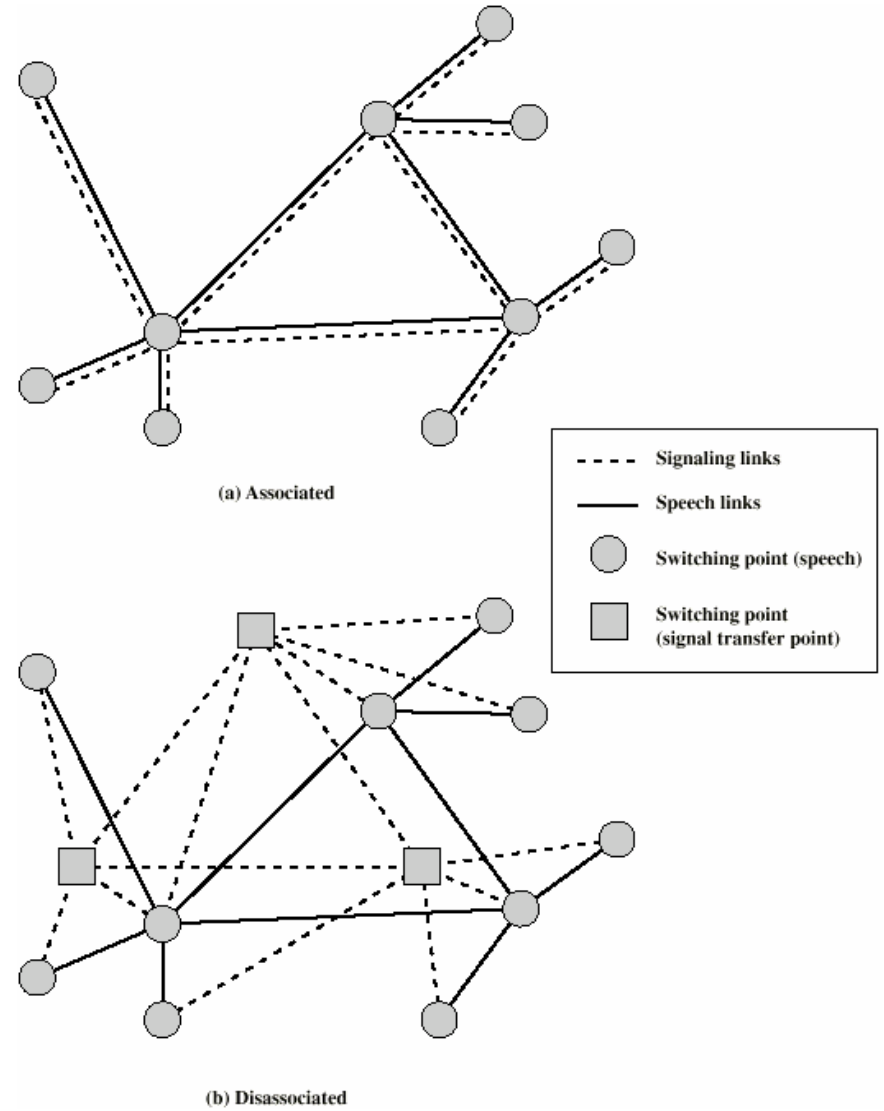 (a) Associated
Signaling links
Speech links
Switching point (speech)
Switching point
(signal transfer point)
(b) Disassociated